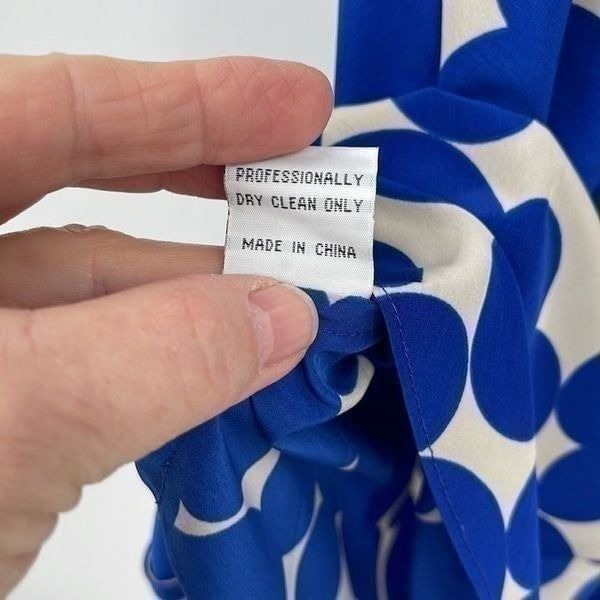 PROFESSIONALLY
DRY CLEAN ONLY
MADE IN CHINA